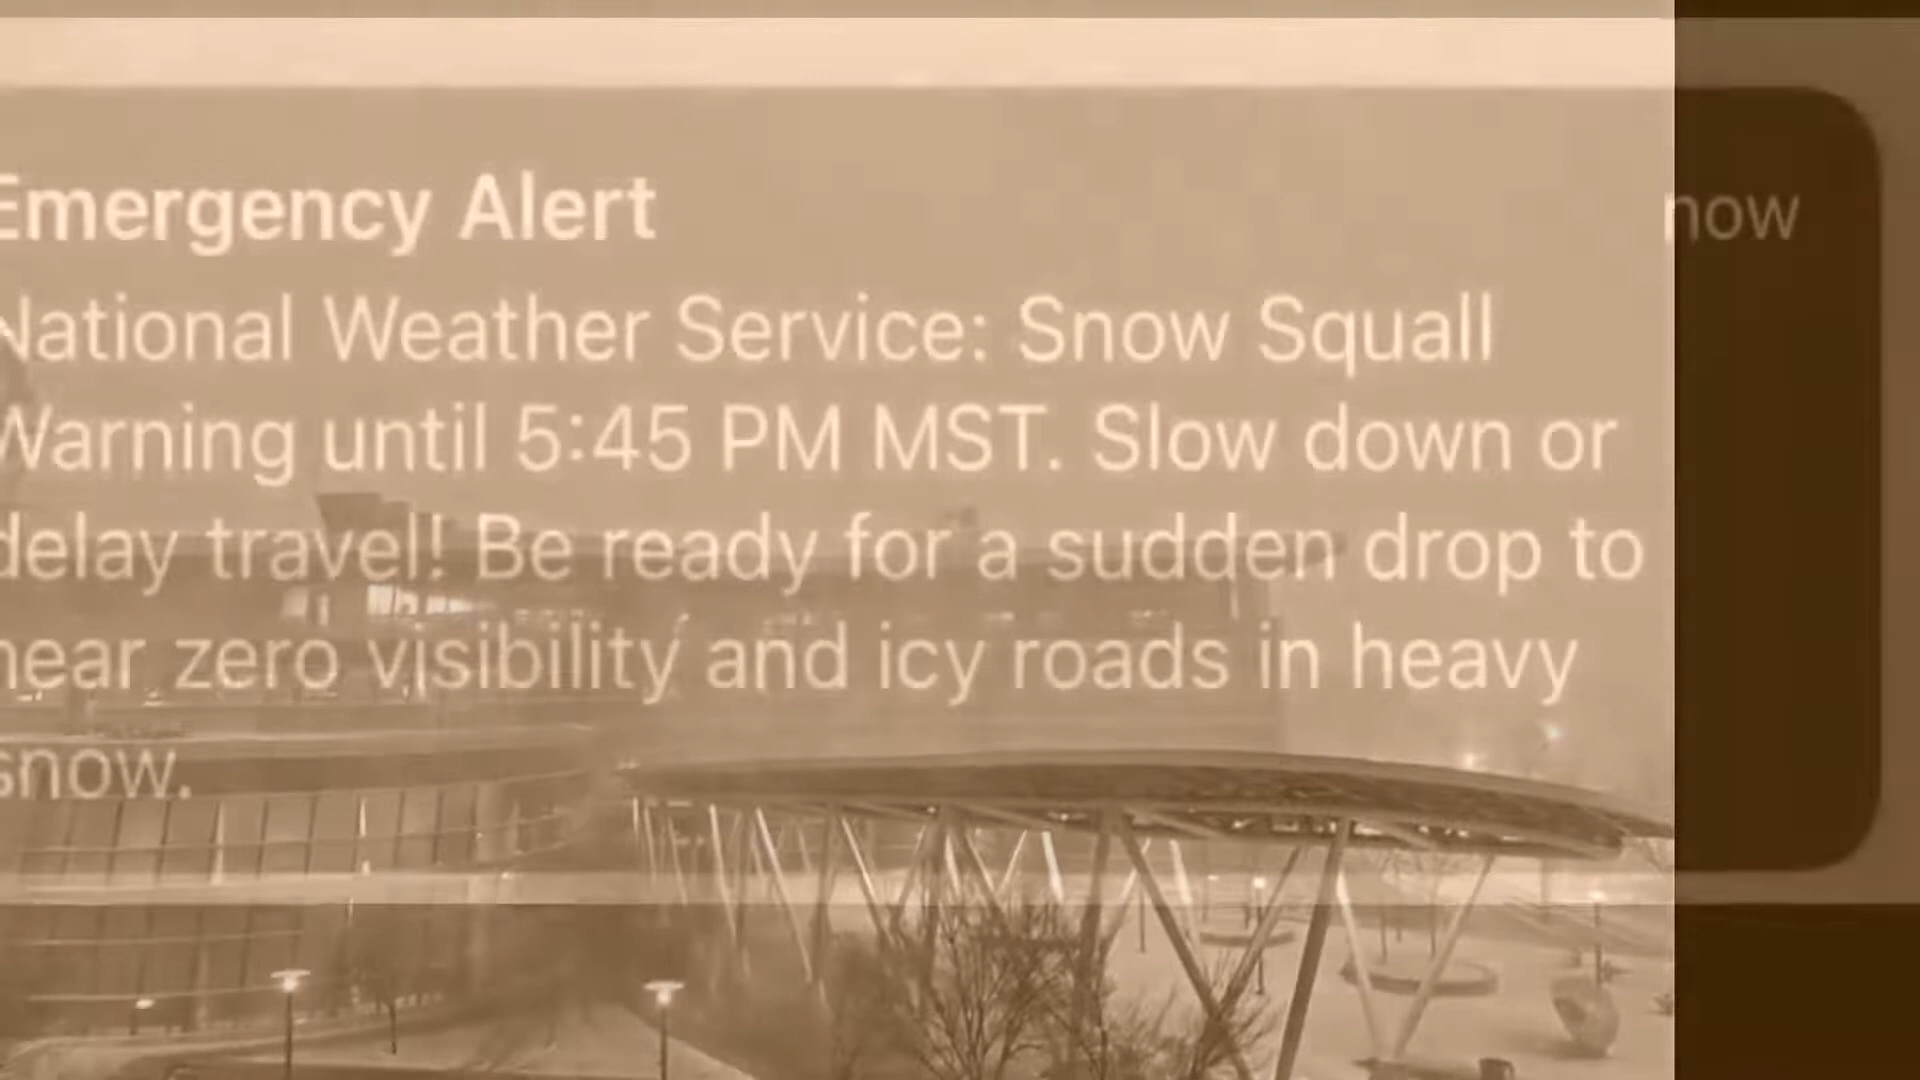 Emergency Alert now
National Weather Service: Snow Squall
Warning until 5:45 PM MST. Slow down or
delay travel! Be ready for a sudden drop to
near zero visibility and icy roads in heavy
snow.